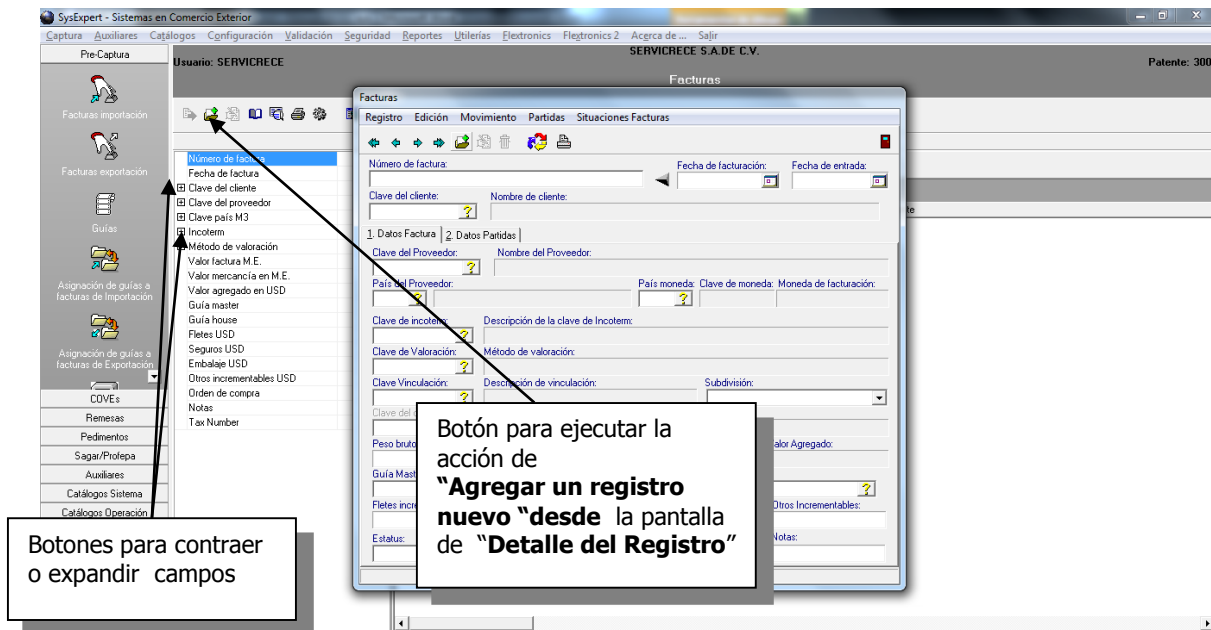 SysExpert - Sistemas en Comercio Exterior
Captura Auxiliares Catálogos Configuración Validación Seguridad Reportes Utilerías Flextronics Flextronics 2 Acerca de ... Salir
Pre-Captura
SERVICRECE S.A.DE C.V.
Usuario: SERVICRECE
Patente: 300
Facturas
Facturas importación
Facturas exportación
Guías
Asignación de guías a
facturas de Importación
Asignación de guías a
facturas de Exportación
COVEs
Remesas
Pedimentos
Sagar/Profepa
Auxiliares
Catálogos Sistema
Catálogos Operación
Número de factura
Fecha de factura
Clave del cliente
Clave del proveedor
Clave país M3
Incoterm
Método de valoración
Valor factura M.E.
Valor mercancía en M.E.
Valor agregado en USD
Guía master
Guía house
Fletes USD
Seguros USD
Embalaje USD
Otros incrementables USD
Orden de compra
Notas
Tax Number
Facturas
Registro Edición Movimiento Partidas Situaciones Facturas
Número de factura: Fecha de facturación: Fecha de entrada:
Clave del cliente: Nombre de cliente:
1. Datos Factura 2 Datos Partidas
Clave del Proveedor: Nombre del Proveedor:
País del Proveedor: País moneda: Clave de moneda: Moneda de facturación:
Clave de incoterm: Descripción de la clave de Incoterm:
Clave de Valoración: Método de valoración:
Clave Vinculación: Descripción de vinculación: Subdivisión:
Clave del
Peso bruto alor Agregado:
Guía Mast
Fletes incre Otros Incrementables:
Estatus: Notas:
Botón para ejecutar la
acción de
“Agregar un registro
nuevo “desde la pantalla
de “Detalle del Registro”
Botones para contraer
o expandir campos